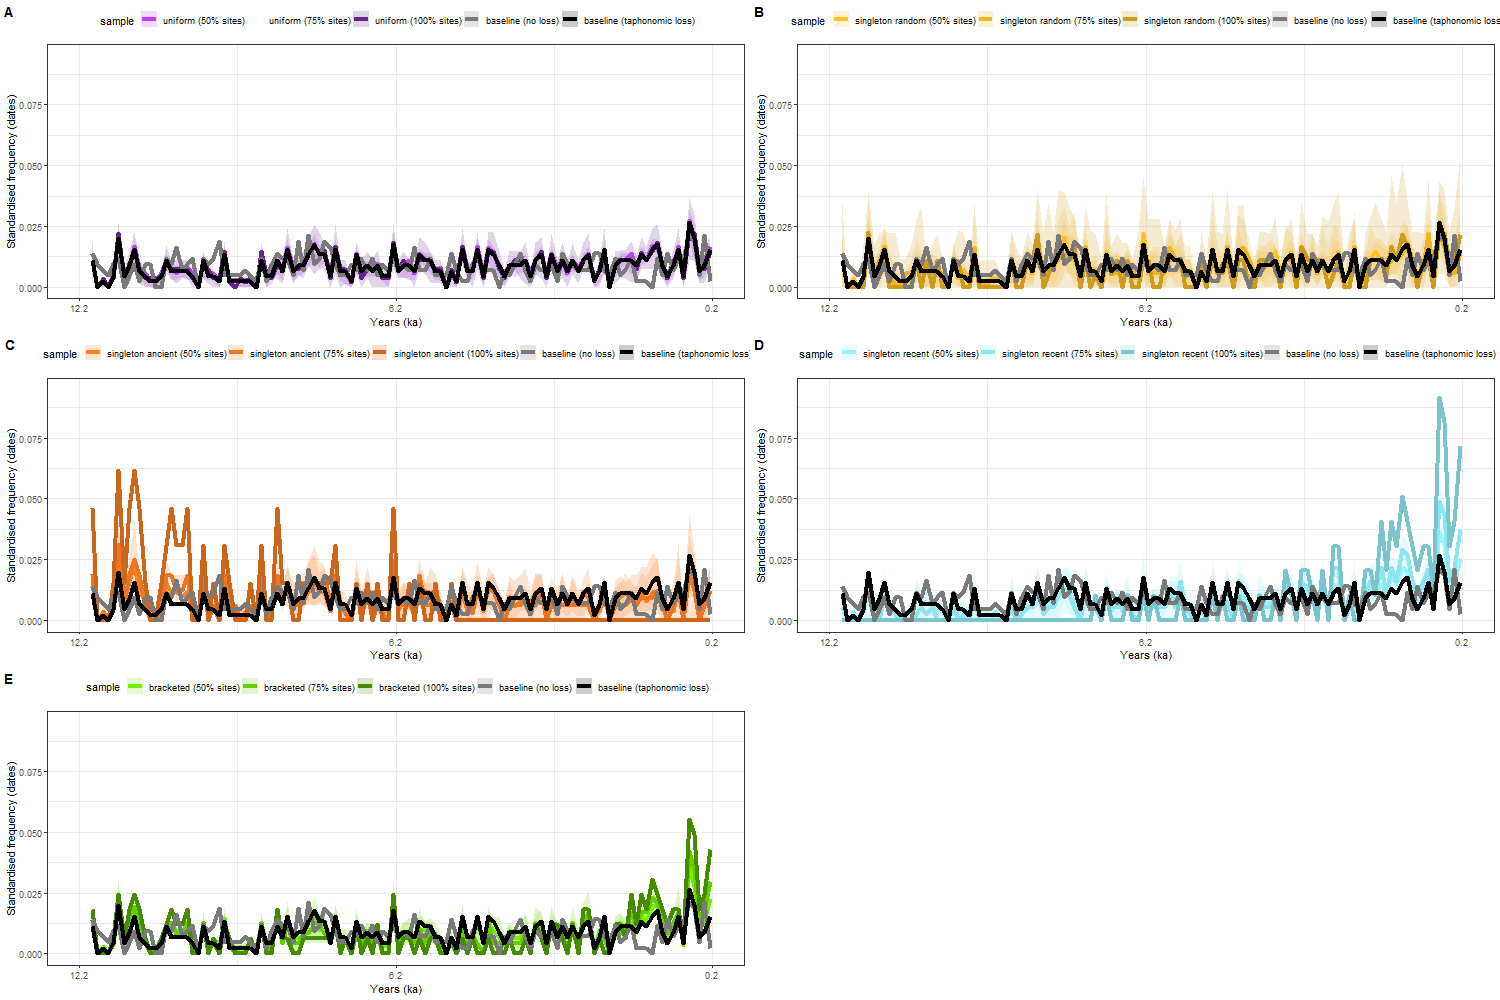 A
sample uniform (50% sites) uniform (75% sites) uniform (100% sites) baseline (no loss) baseline (taphonomic loss)
Standardised frequency (dates)
0.075
0.050
0.025
0.000
12.2 6.2 0.2
Years (ka)
B
sample singleton random (50% sites) singleton random (75% sites) singleton random (100% sites) baseline (no loss) baseline (taphonomic loss
Standardised frequency (dates)
0.075
0.050
0.025
0.000
12.2 6.2 0.2
Years (ka)
C
sample singleton ancient (50% sites) singleton ancient (75% sites) singleton ancient (100% sites) baseline (no loss) baseline (taphonomic loss
Standardised frequency (dates)
0.075
0.050
0.025
0.000
12.2 6.2 0.2
Years (ka)
D
sample singleton recent (50% sites) singleton recent (75% sites) singleton recent (100% sites) baseline (no loss) baseline (taphonomic loss)
Standardised frequency (dates)
0.075
0.050
0.025
0.000
12.2 6.2 0.2
Years (ka)
E
sample bracketed (50% sites) bracketed (75% sites) bracketed (100% sites) baseline (no loss) baseline (taphonomic loss)
Standardised frequency (dates)
0.075
0.050
0.025
0.000
12.2 6.2 0.2
Years (ka)